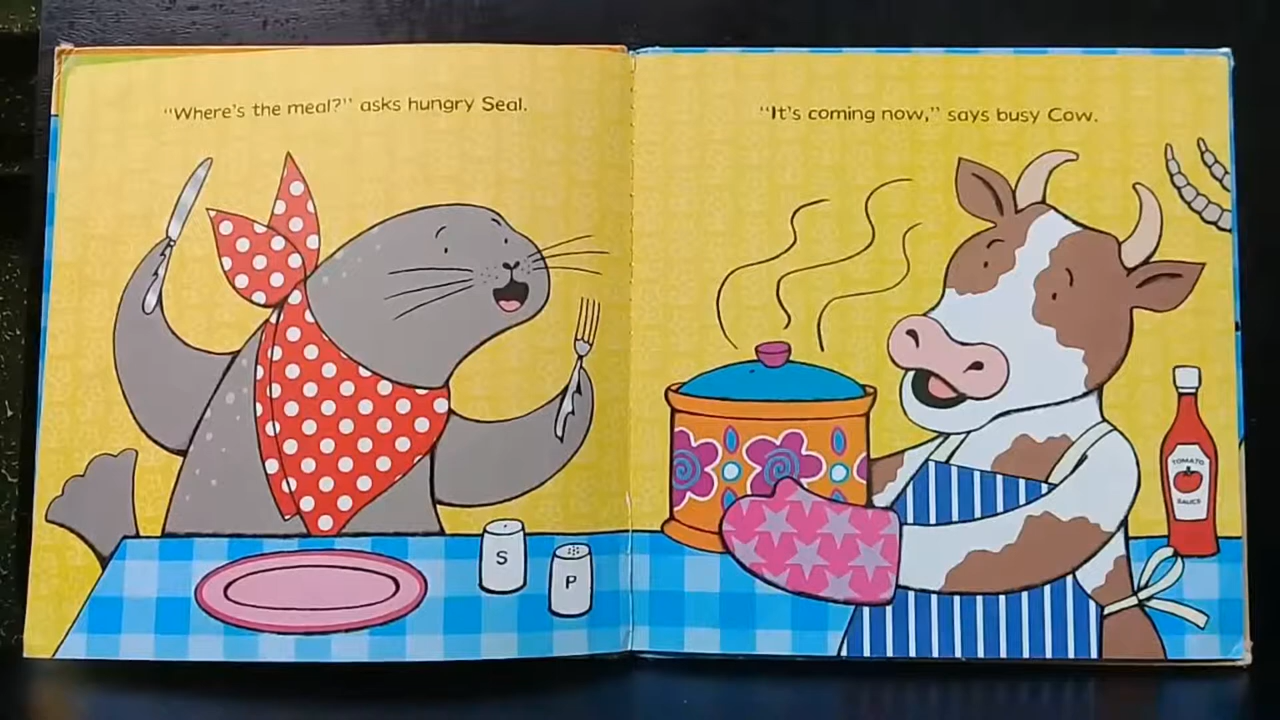 "Where's the meal?" asks hungry Seal.
"It's coming now," says busy Cow.
S
P
TOMATO
SAUCE